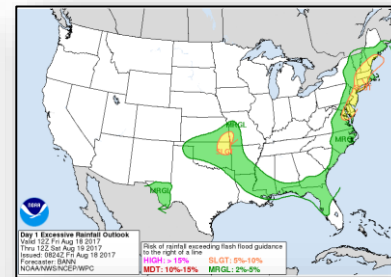 MRGL
MRGL
SLGT
MRGL
NOAA
Day 1 Excessive Rainfall Outlook
Valid 12Z Fri Aug 18 2017
Thru 12Z Sat Aug 19 2017
Issued: 0824Z Fri Aug 18 2017
Forecaster: BANN
NOAA/NWS/NCEP/WPC
Risk of rainfall exceeding flash flood guidance
to the right of a line
HIGH: > 15% SLGT: 5%-10%
MDT: 10%-15% MRGL: 2%-5%